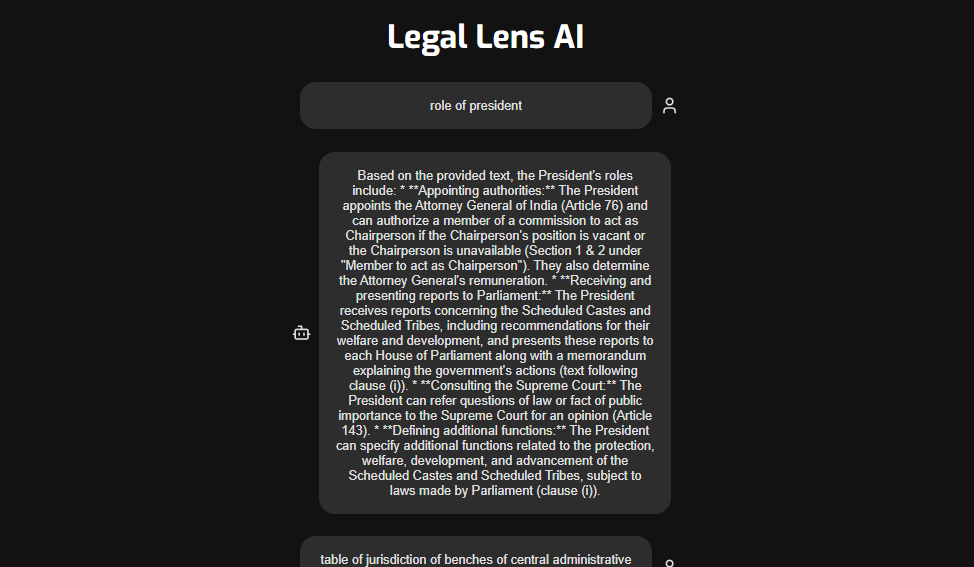 Legal Lens AI
role of president
Based on the provided text, the President's roles
include: * **Appointing authorities:** The President
appoints the Attorney General of India (Article 76) and
can authorize a member of a commission to act as
Chairperson if the Chairperson's position is vacant or
the Chairperson is unavailable (Section 1 & 2 under
"Member to act as Chairperson"). They also determine
the Attorney General's remuneration. * **Receiving and
presenting reports to Parliament:** The President
receives reports concerning the Scheduled Castes and
Scheduled Tribes, including recommendations for their
welfare and development, and presents these reports to
each House of Parliament along with a memorandum
explaining the government's actions (text following
clause (i)). * **Consulting the Supreme Court:** The
President can refer questions of law or fact of public
importance to the Supreme Court for an opinion (Article
143). * **Defining additional functions:** The President
can specify additional functions related to the protection,
welfare, development, and advancement of the
Scheduled Castes and Scheduled Tribes, subject to
laws made by Parliament (clause (i)).
table of jurisdiction of benches of central administrative